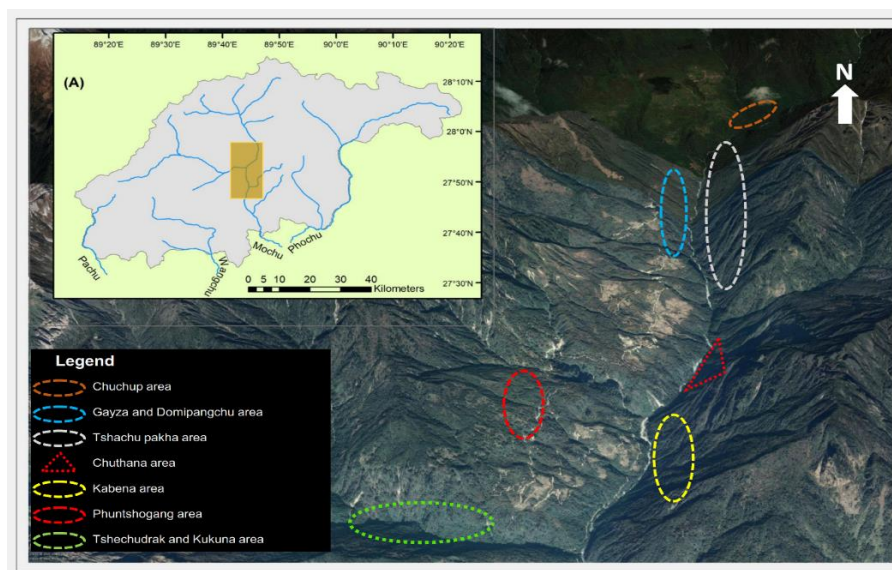 89°20'E 89°30'E 89°40'E 89°50'E 90°0'E 90°10'E 90°20'E
(A)
28°10'N
28°0'N
27°50'N
27°40'N
27°30'N
Pachu
Wangchu
Mochu
Phochu
0 5 10 20 30 40
Kilometers
N
Legend
Chuchup area
Gayza and Domipangchu area
Tshachu pakha area
Chuthana area
Kabena area
Phuntshogang area
Tshechudrak and Kukuna area